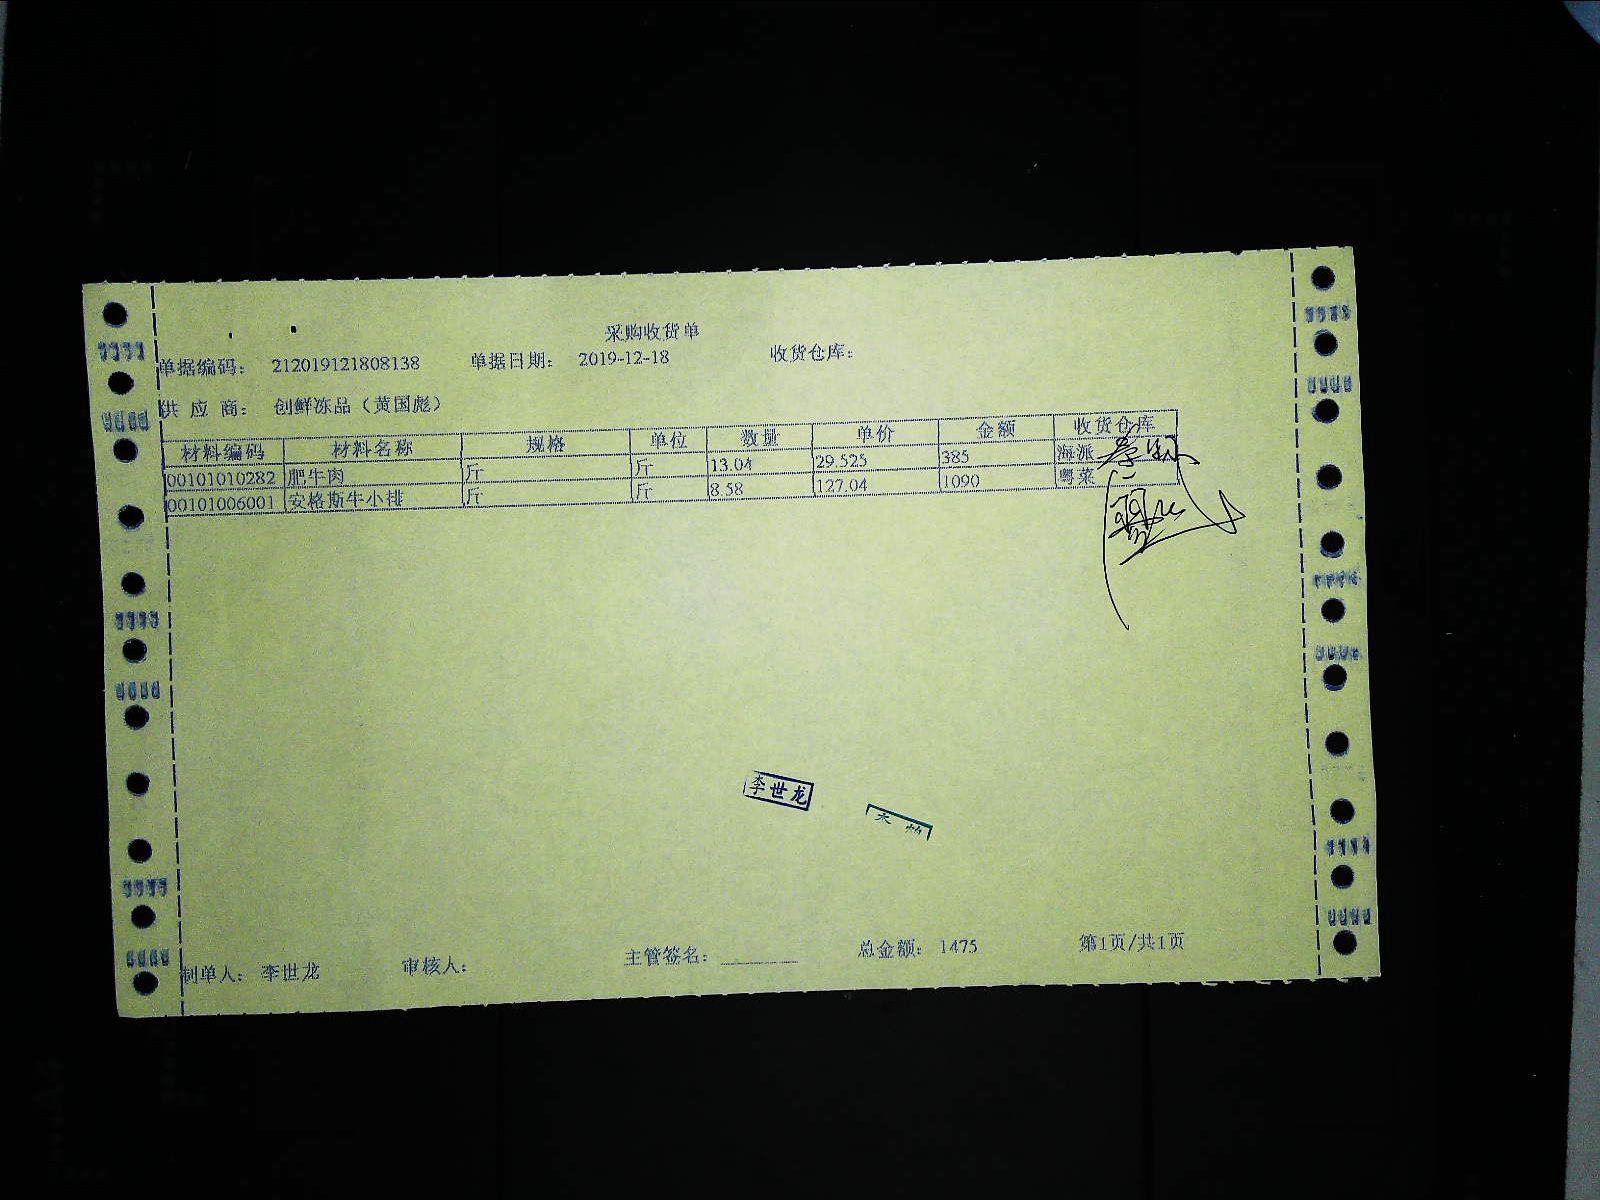 采购收货单
单据编码： 212019121808138 单据日期： 2019-12-18 收货仓库：
供 应 商： 创鲜冻品（黄国彪）
材料编码 材料名称 规格 单位 数量 单价 金额 收货仓库
00101010282 肥牛肉 斤 斤 13.04 29.525 385 海派
00101006001 安格斯牛小排 斤 斤 8.58 127.04 1090 粤菜
李世龙
制单人： 李世龙 审核人： 主管签名： ________ 总金额： 1475 第1页/共1页